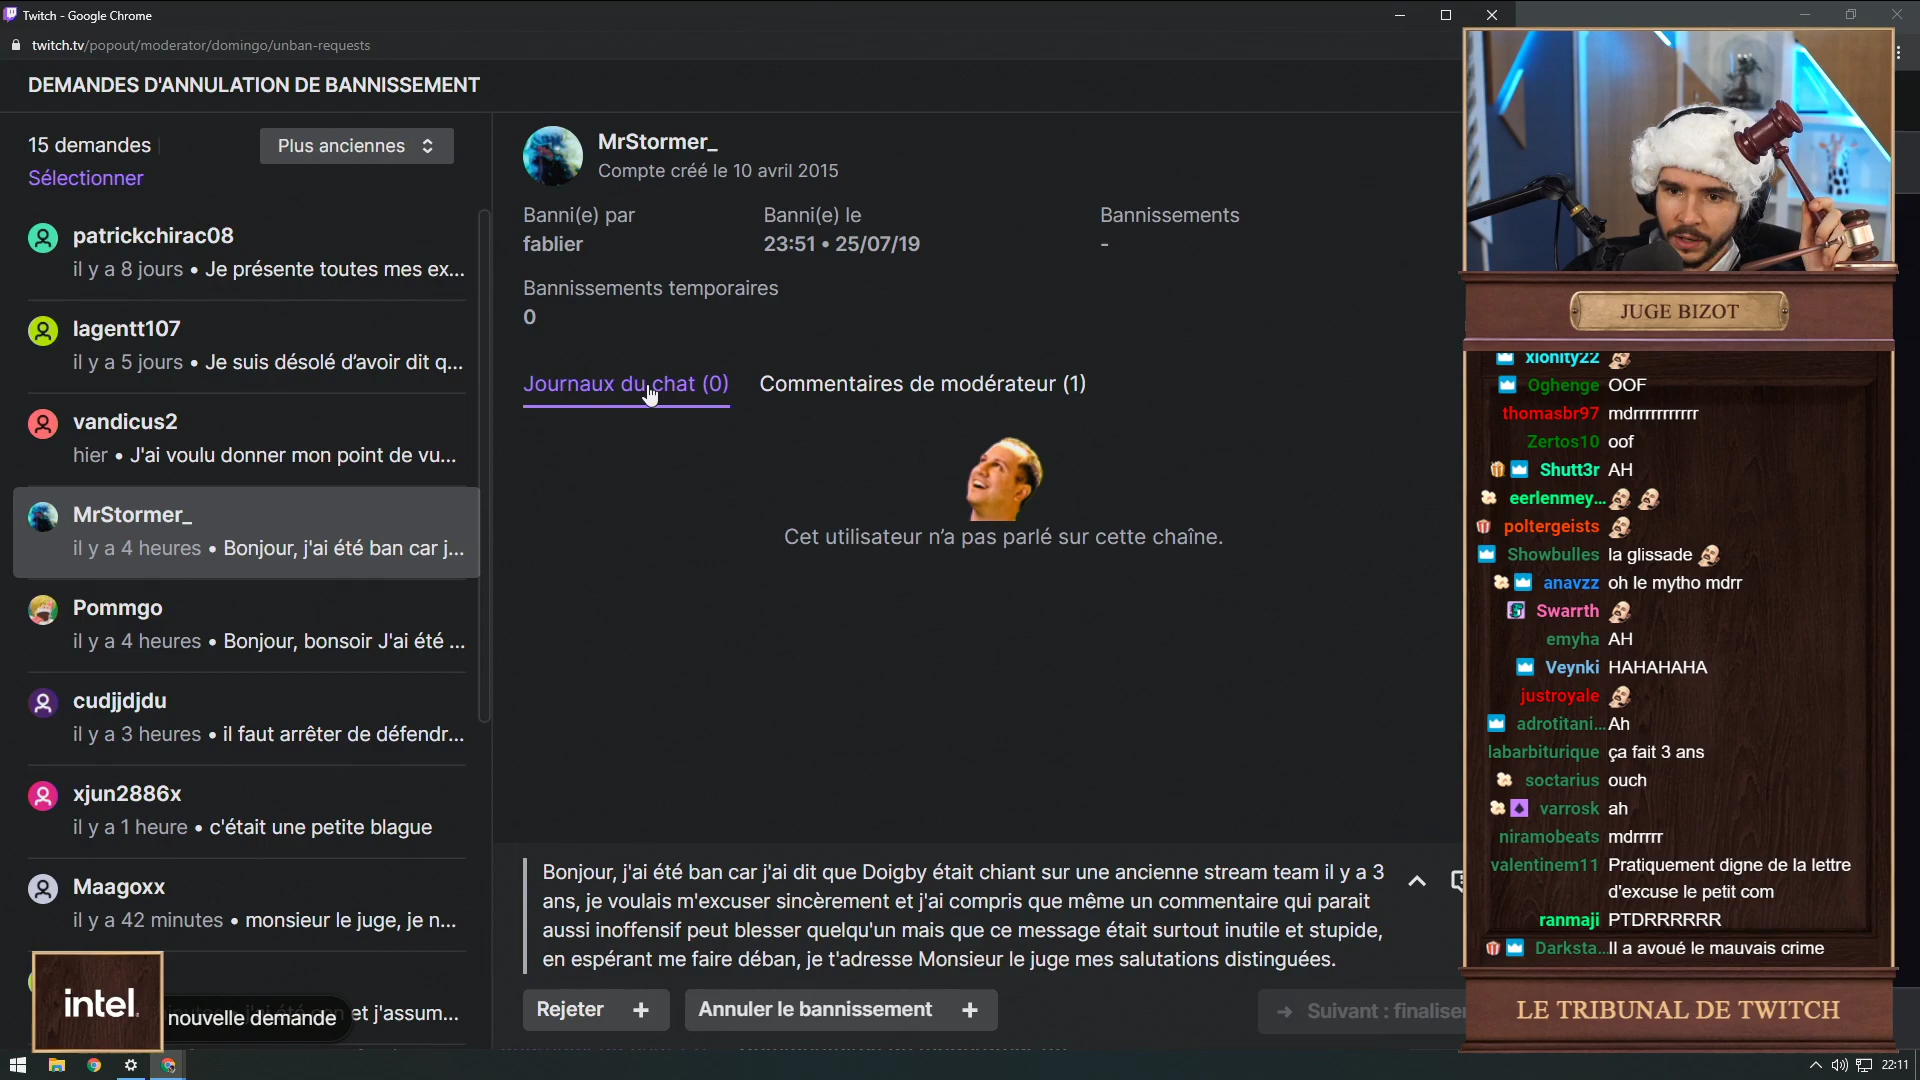 Twitch - Google Chrome
twitch.tv/popout/moderator/domingo/unban-requests
DEMANDES D'ANNULATION DE BANNISSEMENT
15 demandes
Plus anciennes
Sélectionner
patrickchirac08
il y a 8 jours • Je présente toutes mes ex...
lagentt107
il y a 5 jours • Je suis désolé d'avoir dit q...
vandicus2
hier • J'ai voulu donner mon point de vu...
MrStormer_
il y a 4 heures • Bonjour, j'ai été ban car j...
Pommgo
il y a 4 heures • Bonjour, bonsoir J'ai été ...
cudjjdjdu
il y a 3 heures • il faut arrêter de défendr...
xjun2886x
il y a 1 heure • c'était une petite blague
Maagoxx
il y a 42 minutes • monsieur le juge, je n...
et j'assum...
intel.
nouvelle demande
MrStormer_
Compte créé le 10 avril 2015
Banni(e) par
fablier
Banni(e) le
23:51 • 25/07/19
Bannissements
-
Bannissements temporaires
0
Journaux du chat (0)
Commentaires de modérateur (1)
Cet utilisateur n'a pas parlé sur cette chaîne.
Bonjour, j'ai été ban car j'ai dit que Doigby était chiant sur une ancienne stream team il y a 3
ans, je voulais m'excuser sincèrement et j'ai compris que même un commentaire qui parait
aussi inoffensif peut blesser quelqu'un mais que ce message était surtout inutile et stupide,
en espérant me faire déban, je t'adresse Monsieur le juge mes salutations distinguées.
Rejeter +
Annuler le bannissement +
→ Suivant : finaliser
JUGE BIZOT
xionity22
Oghenge OOF
thomasbr97 mdrrrrrrrrrrr
Zertos10 oof
Shutt3r AH
eerlenmey...
poltergeists
Showbulles la glissade
anavzz oh le mytho mdrr
Swarrth
emyha AH
Veynki HAHAHAHA
justroyale
adrotitani... Ah
labarbiturique ça fait 3 ans
soctarius ouch
varrosk ah
niramobeats mdrrrrr
valentinem11 Pratiquement digne de la lettre
d'excuse le petit com
ranmaji PTDRRRRRR
Darksta... Il a avoué le mauvais crime
LE TRIBUNAL DE TWITCH
22:11